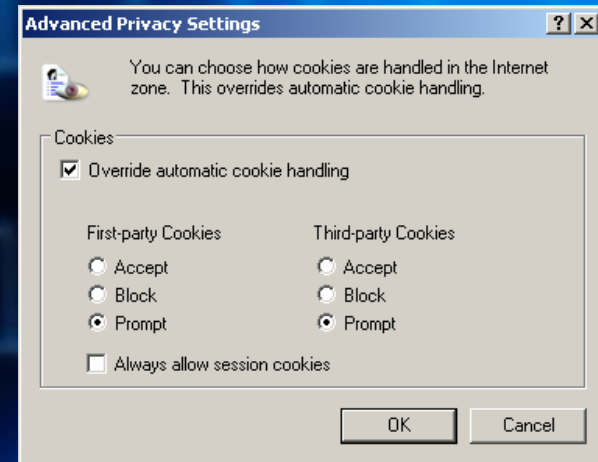 Advanced Privacy Settings
You can choose how cookies are handled in the Internet
zone. This overrides automatic cookie handling.
Cookies
Override automatic cookie handling
First-party Cookies Third-party Cookies
Accept Accept
Block Block
Prompt Prompt
Always allow session cookies
OK Cancel